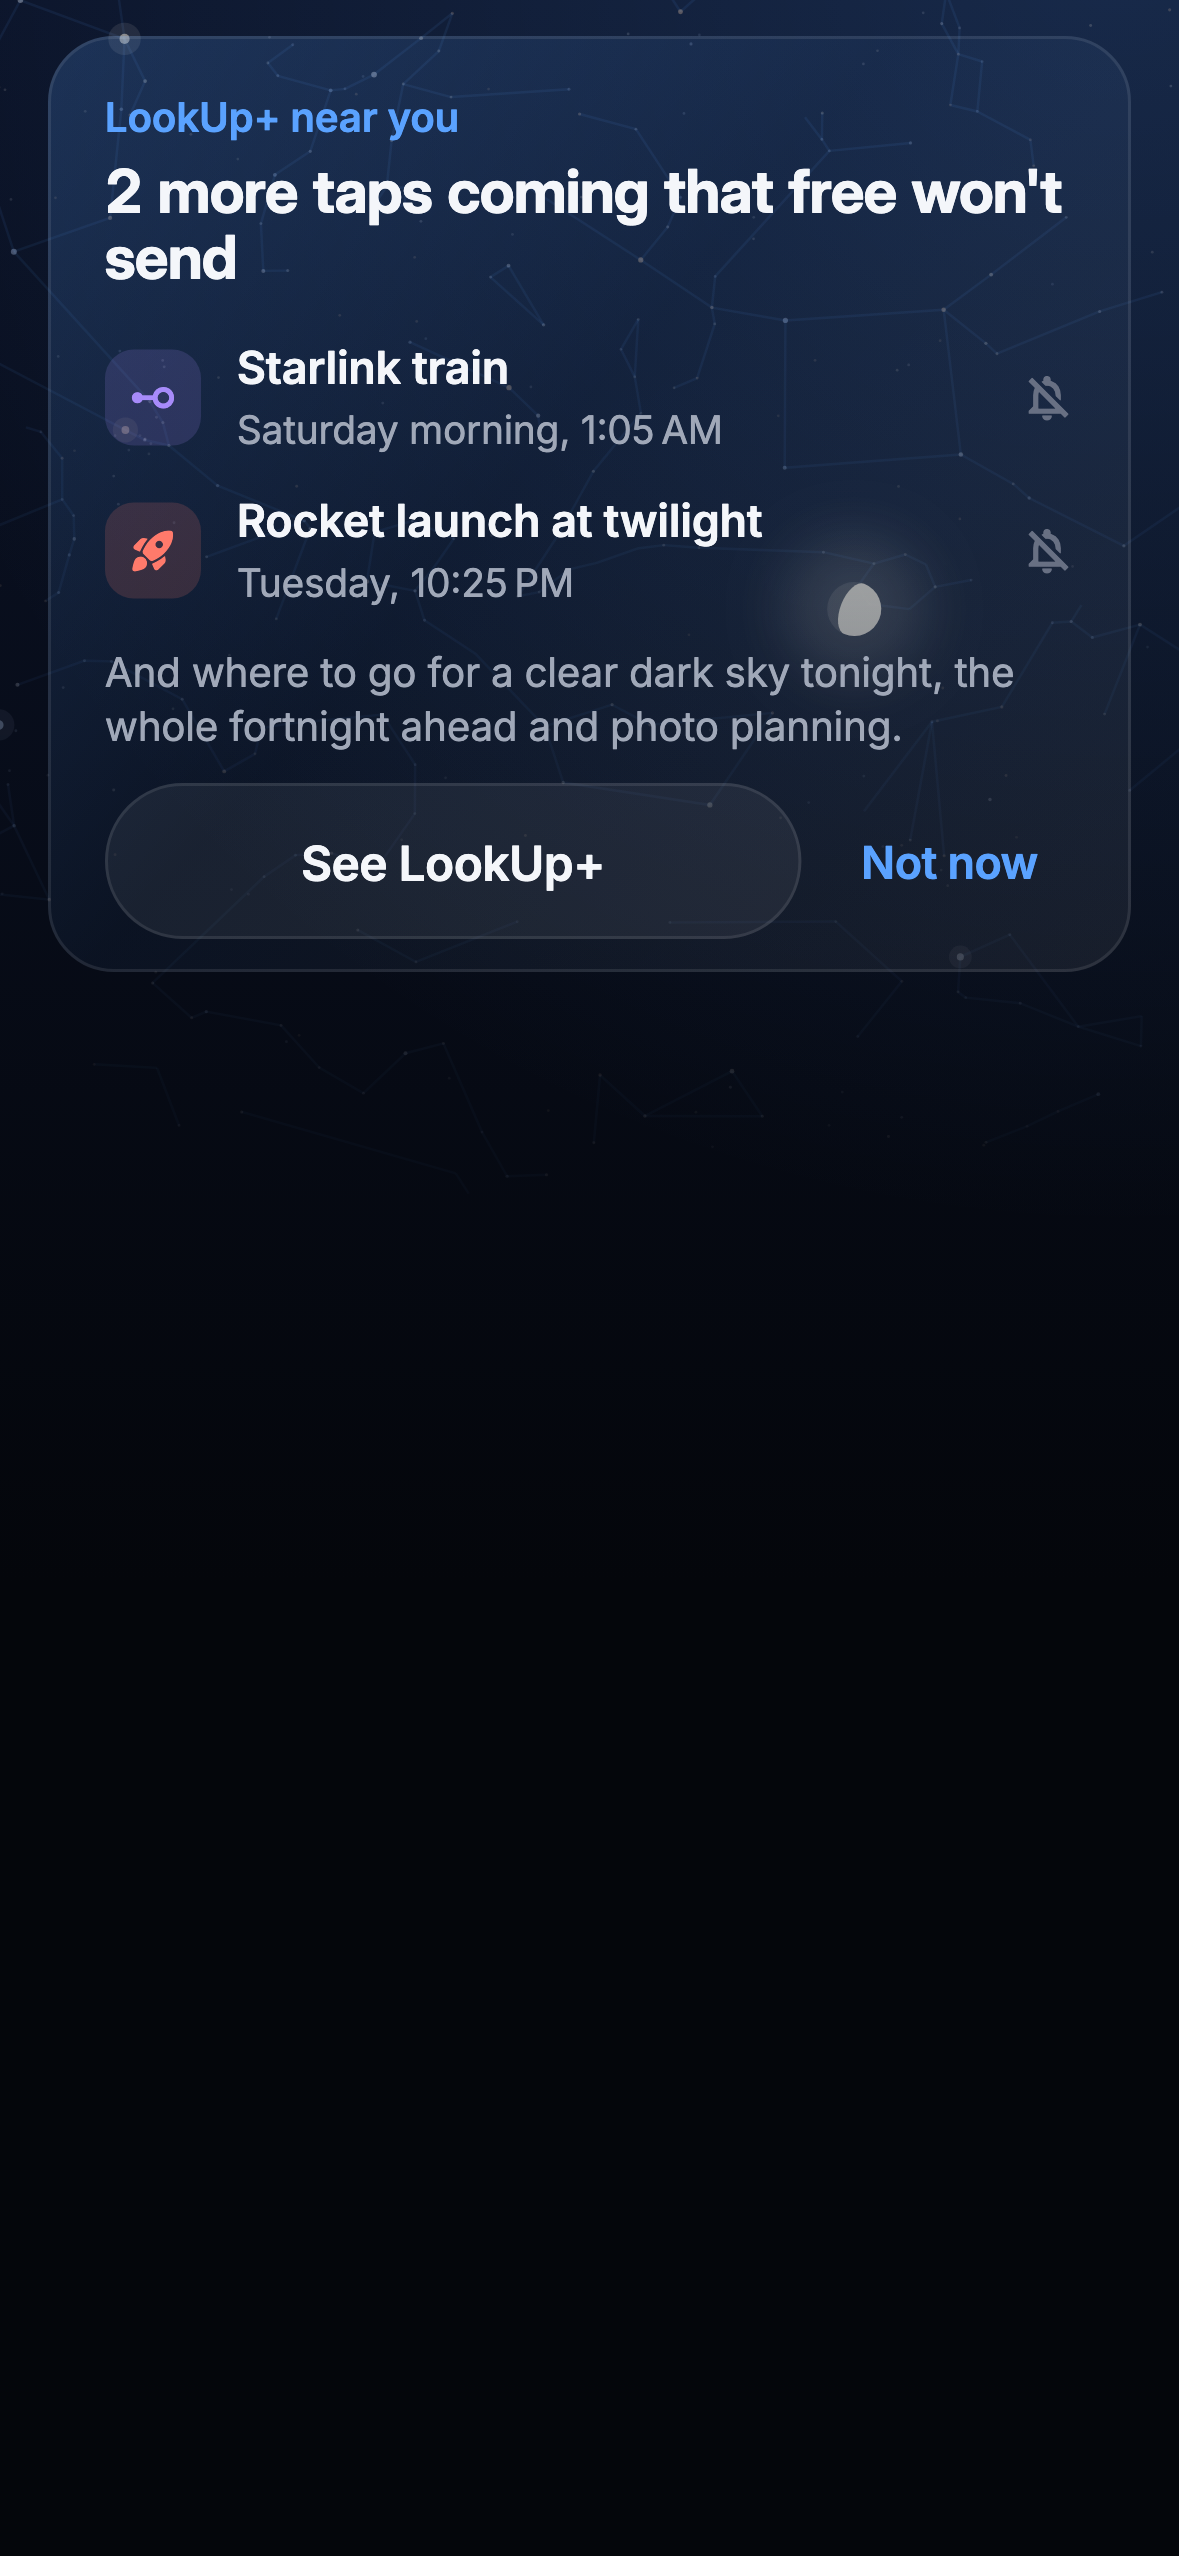 LookUp+ near you
2 more taps coming that free won't
send
Starlink train
Saturday morning, 1:05 AM
Rocket launch at twilight
Tuesday, 10:25 PM
And where to go for a clear dark sky tonight, the
whole fortnight ahead and photo planning.
See LookUp+
Not now